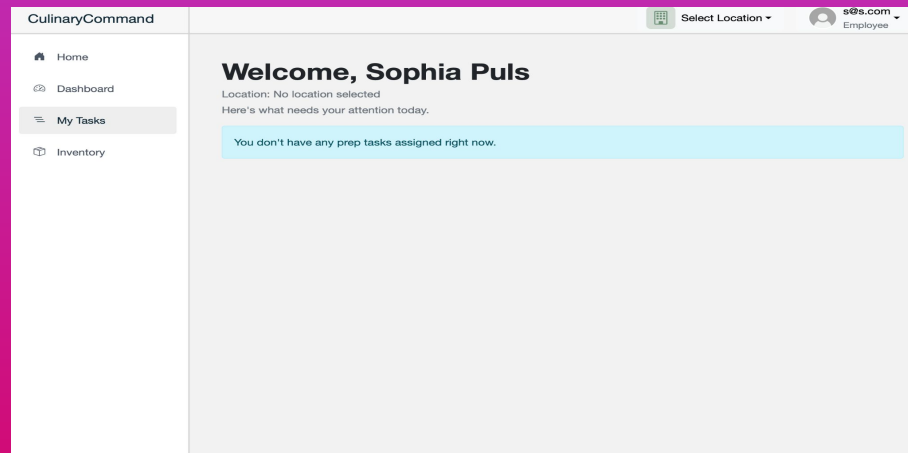 CulinaryCommand
Select Location
s@s.com
Employee
Home
Dashboard
My Tasks
Inventory
Welcome, Sophia Puls
Location: No location selected
Here's what needs your attention today.
You don't have any prep tasks assigned right now.